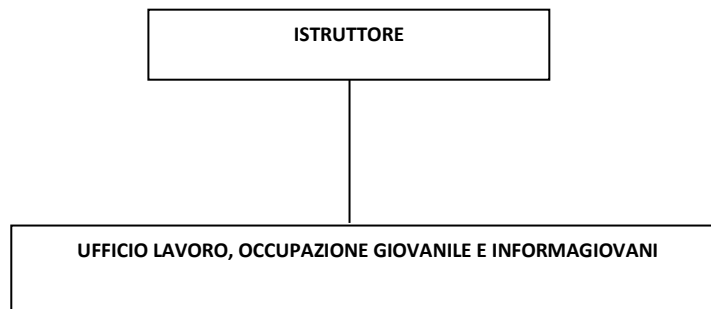 ISTRUTTORE
UFFICIO LAVORO, OCCUPAZIONE GIOVANILE E INFORMAGIOVANI